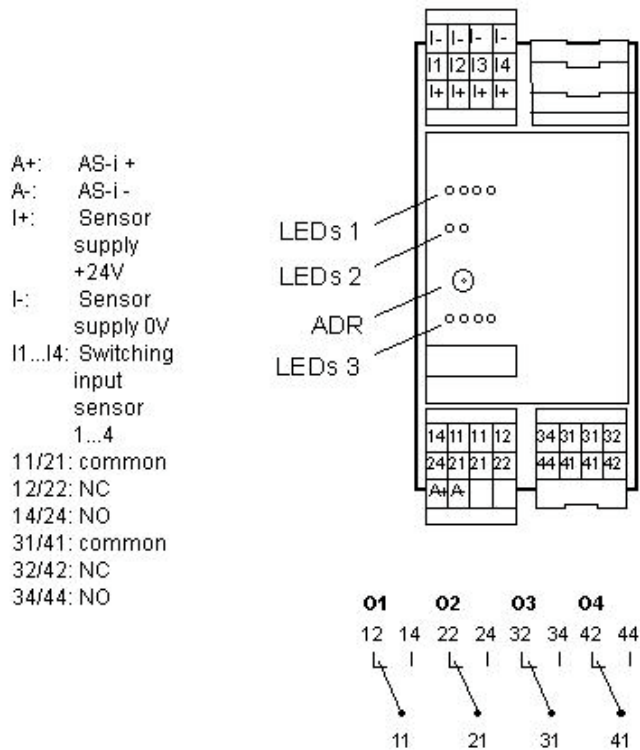 I- I- I- I-
I1 I2 I3 I4
I+ I+ I+ I+
A+: AS-i +
A-: AS-i -
I+: Sensor
supply
+24V
I-: Sensor
supply 0V
I1...I4: Switching
input
sensor
1...4
11/21: common
12/22: NC
14/24: NO
31/41: common
32/42: NC
34/44: NO
LEDs 1
LEDs 2
ADR
LEDs 3
14 11 11 12 34 31 31 32
24 21 21 22 44 41 41 42
A+ A-
O1 O2 O3 O4
12 14 22 24 32 34 42 44
11 21 31 41